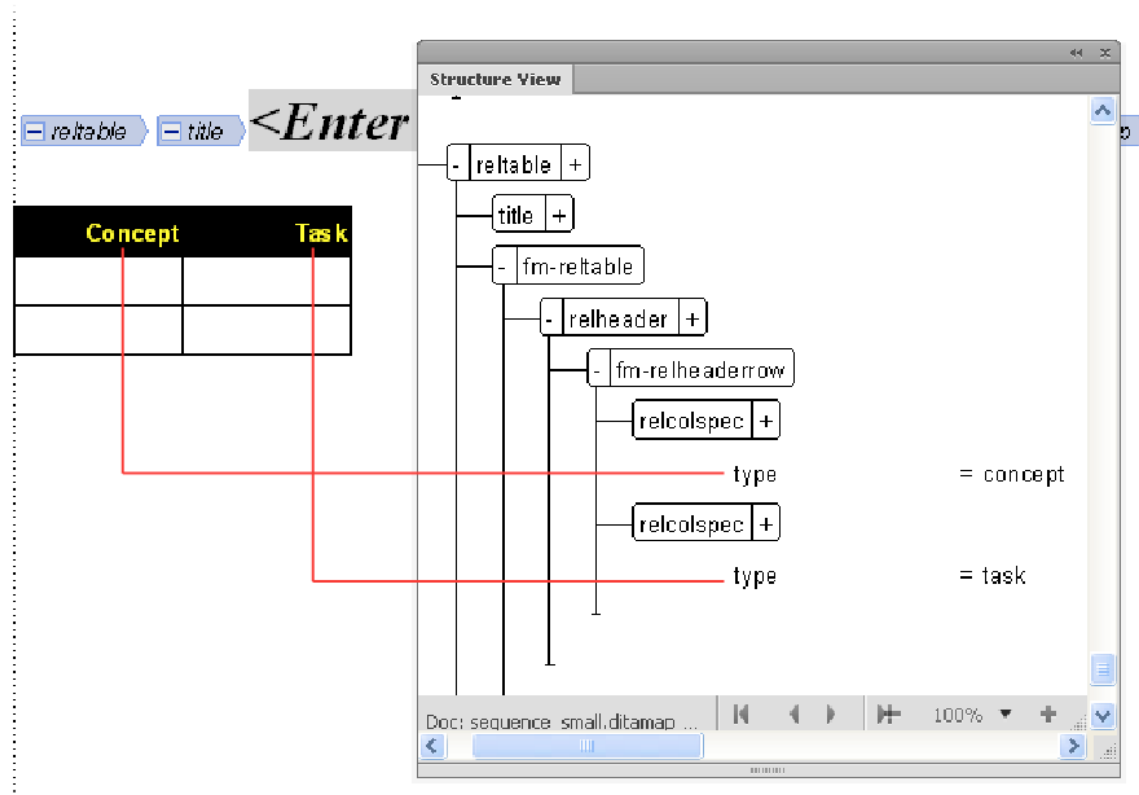 Structure View
reltable title <Enter
reltable
title
Concept Task
fm-reltable
relheader
fm-relheaderrow
relcolspec
type = concept
relcolspec
type = task
Doc: sequence_small.ditamap ... 100%